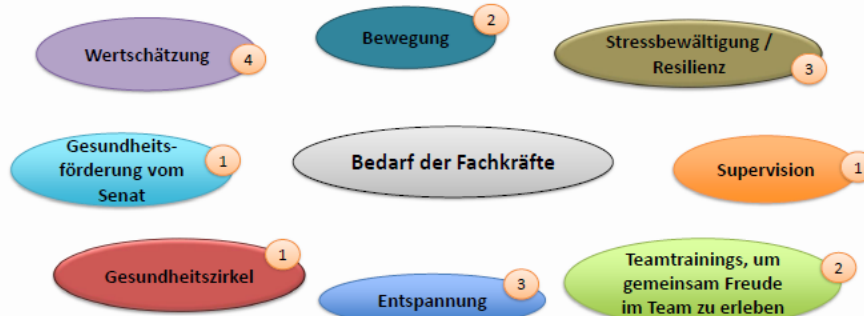 Wertschätzung
4
Bewegung
2
Stressbewältigung /
Resilienz
3
Gesundheits-
förderung vom
Senat
1
Bedarf der Fachkräfte
Supervision
1
Gesundheitszirkel
1
Entspannung
3
Teamtrainings, um
gemeinsam Freude
im Team zu erleben
2